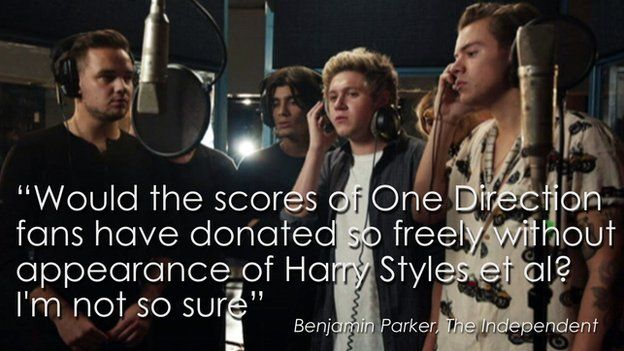 “Would the scores of One Direction
fans have donated so freely without
appearance of Harry Styles et al?
I'm not so sure”
Benjamin Parker, The Independent